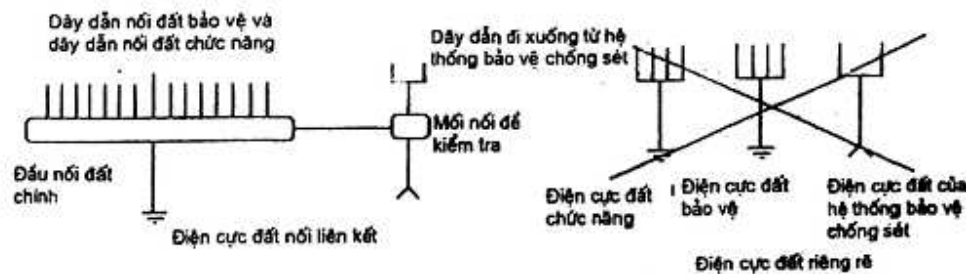 Dây dẫn nối đất bảo vệ và
dây dẫn nối đất chức năng
Dây dẫn đi xuống từ hệ
thống bảo vệ chống sét
Mối nối để
kiểm tra
Đầu nối đất
chính
Điện cực đất nối liên kết
Điện cực đất
chức năng
Điện cực đất
bảo vệ
Điện cực đất của
hệ thống bảo vệ
chống sét
Điện cực đất riêng rẽ